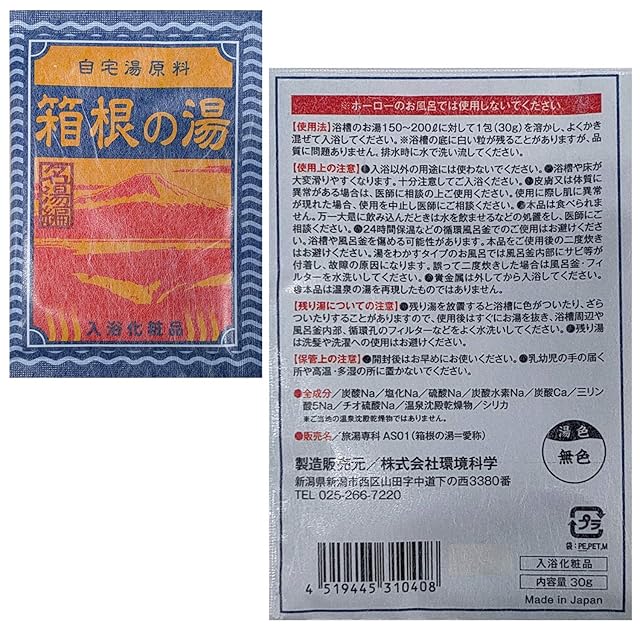 自宅湯原料
箱根の湯
名湯編
入浴化粧品
※ホーローのお風呂では使用しないでください。
【使用法】浴槽のお湯150〜200ℓに対して1包(30g)を溶かし、よくかき
混ぜて入浴してください。※浴槽の底に白い粒が残ることがありますが、品
質に問題ありません。排水時に水で洗い流してください。
【使用上の注意】❶入浴以外の用途には使わないでください。❷浴槽や床が
大変滑りやすくなります。十分注意してご入浴ください。❸皮膚又は体質に
異常がある場合は、医師に相談の上ご使用ください。使用に際し肌に異常
が現れた場合、使用を中止し医師にご相談ください。❹本品は食べられませ
ん。万一大量に飲み込んだときは水を飲ませるなどの処置をし、医師にご
相談ください。❺24時間保温などの循環風呂釜でのご使用はお避けくださ
い。浴槽や風呂釜を傷める可能性があります。本品をご使用後の二度炊き
はお避けください。湯をわかすタイプのお風呂では風呂釜内部にサビ等が
付着し、故障の原因になります。誤って二度炊きした場合は風呂釜・フィ
ルターを水洗いしてください。❻貴金属は外してから入浴してください。
❼本品は温泉の湯を再現したものではありません。
【残り湯についての注意】❶残り湯を放置すると浴槽に色がついたり、ざら
ついたりすることがありますので、使用後はすぐにお湯を抜き、浴槽周辺や
風呂釜内部、循環孔のフィルターなどをよく水洗いしてください。❷残り湯
は洗髪や洗濯への使用はお避けください。
【保管上の注意】❶開封後はお早めにお使いください。❷乳幼児の手の届く
所や高温・多湿の所に置かないでください。
●全成分／炭酸Na／塩化Na／硫酸Na／炭酸水素Na／炭酸Ca／三リン
酸5Na／チオ硫酸Na／温泉沈殿乾燥物／シリカ
※ご当地の温泉沈殿乾燥物ではありません。
●販売名／旅湯専科 AS01(箱根の湯=愛称)
製造販売元／株式会社環境科学
新潟県新潟市西区山田字中道下の西3380番
TEL 025-266-7220
湯色
無色
プラ
袋：PE,PET,M
入浴化粧品
内容量 30g
Made in Japan
4 519445 310408